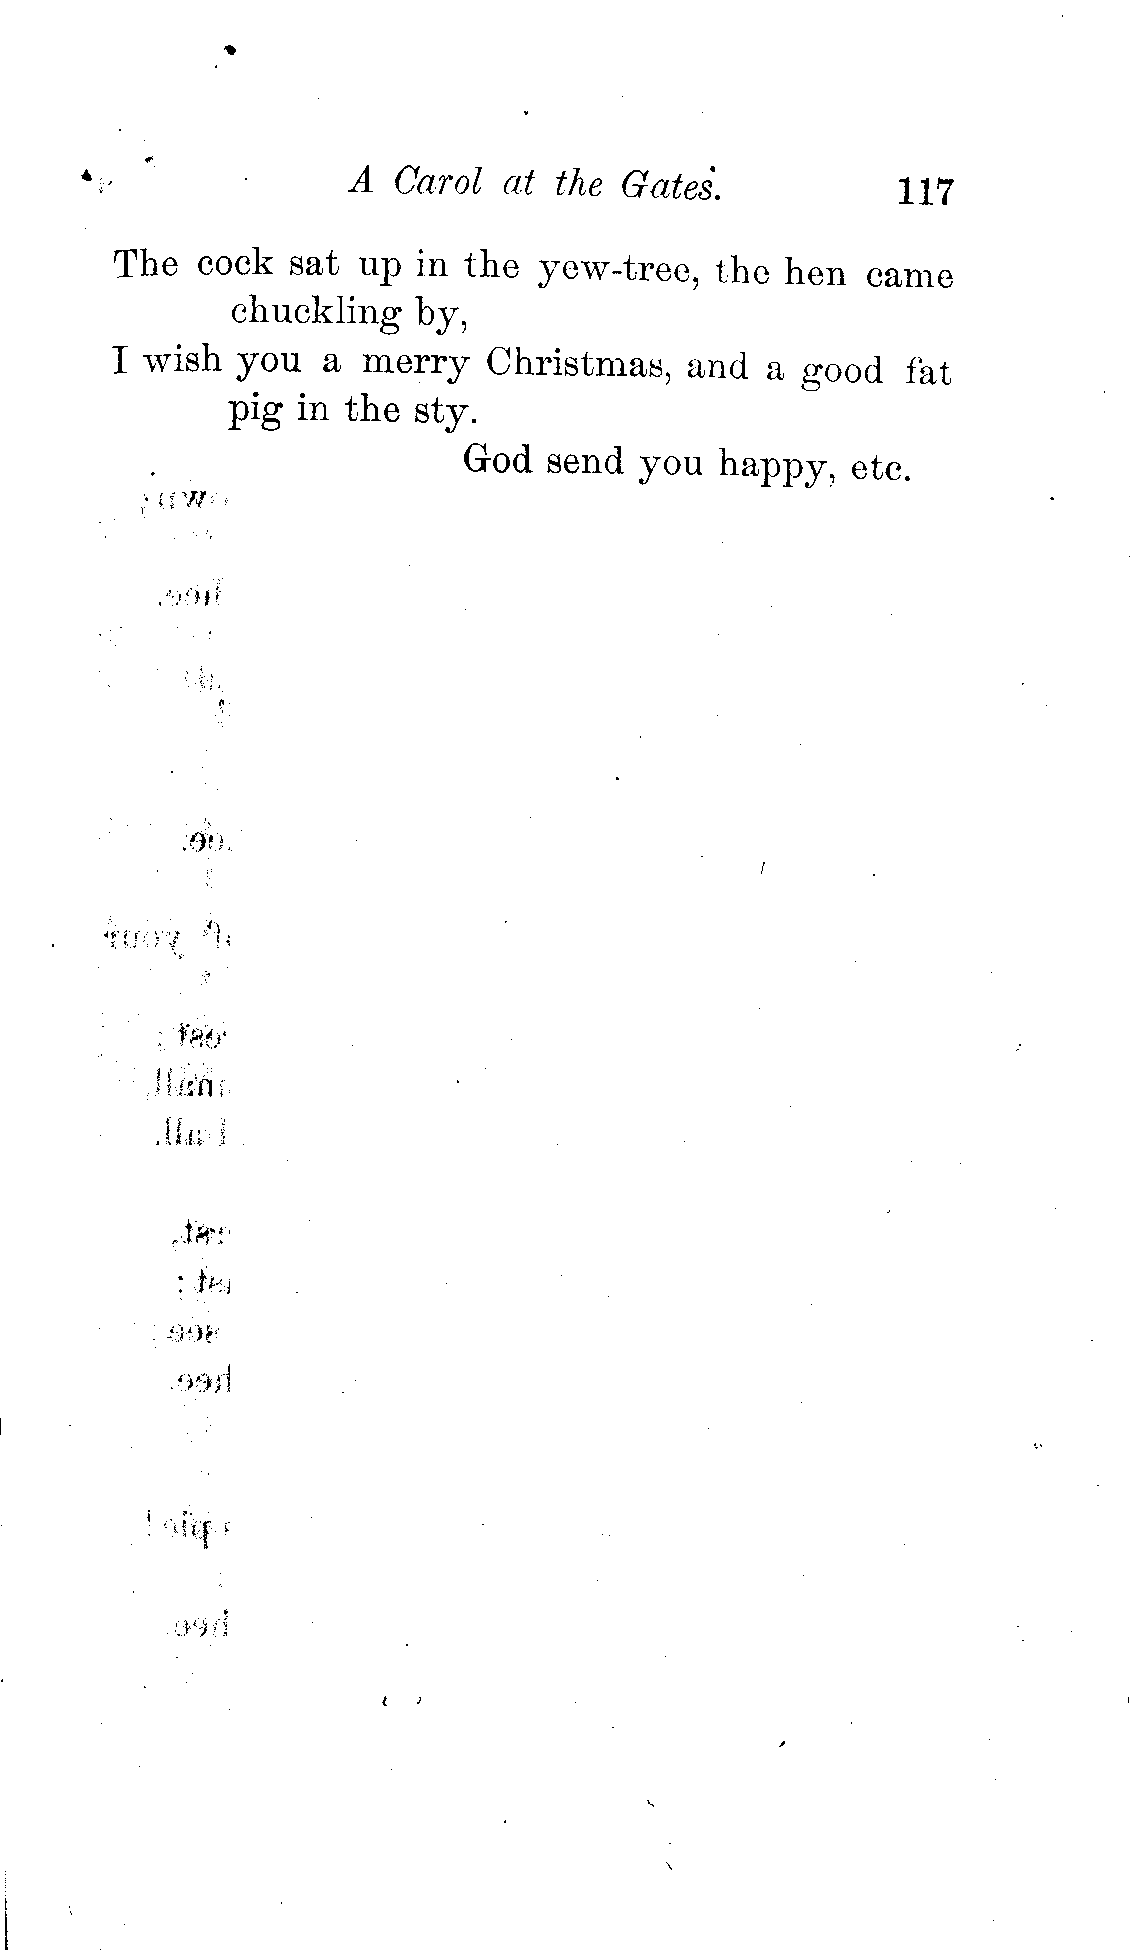 A Carol at the Gates. 117
The cock sat up in the yew-tree, the hen came
chuckling by,
I wish you a merry Christmas, and a good fat
pig in the sty.
God send you happy, etc.